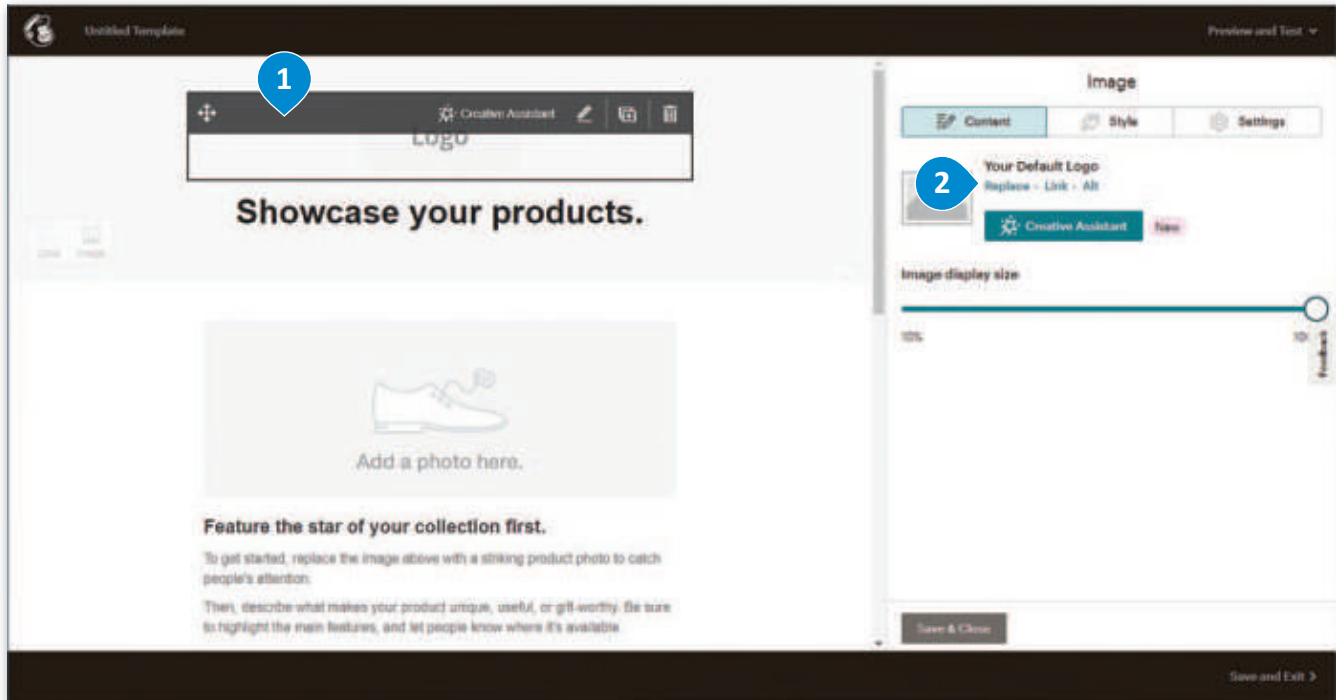 Untitled Template
Preview and Test
1
Creative Assistant
Logo
Showcase your products.
Add a photo here.
Feature the star of your collection first.
To get started, replace the image above with a striking product photo to catch
people's attention.
Then, describe what makes your product unique, useful, or gift-worthy. Be sure
to highlight the main features, and let people know where it's available.
Image
Content
Style
Settings
2
Your Default Logo
Replace - Link - Alt
Creative Assistant
New
Image display size
10%
10
Feedback
Save & Close
Save and Exit